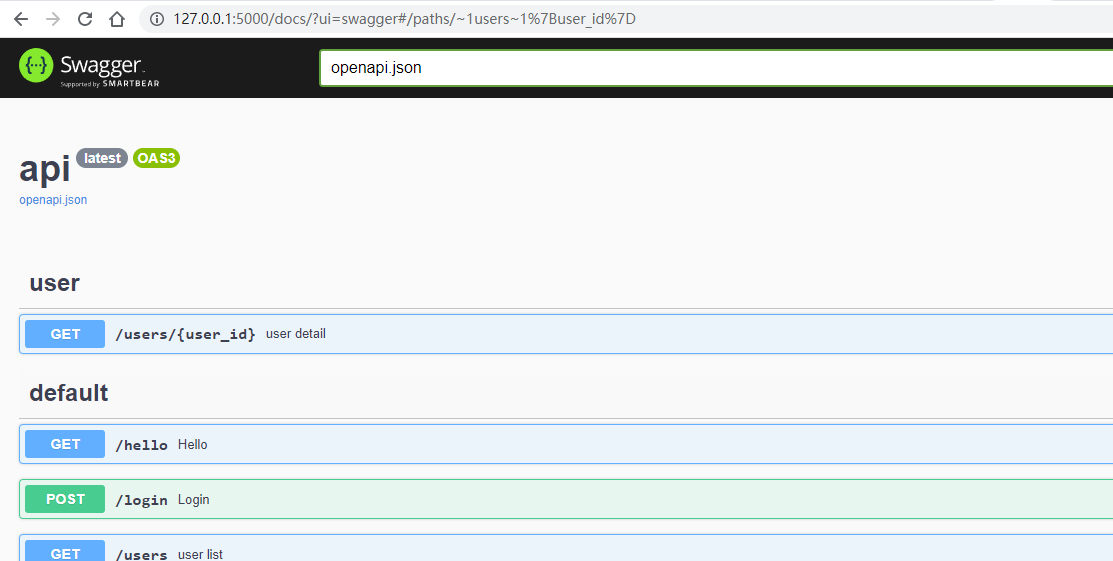 127.0.0.1:5000/docs/?ui=swagger#/paths/~1users~1%7Buser_id%7D
{···} Swagger.
Supported by SMARTBEAR
openapi.json
api latest OAS3
openapi.json
user
GET /users/{user_id} user detail
default
GET /hello Hello
POST /login Login
GET /users user list